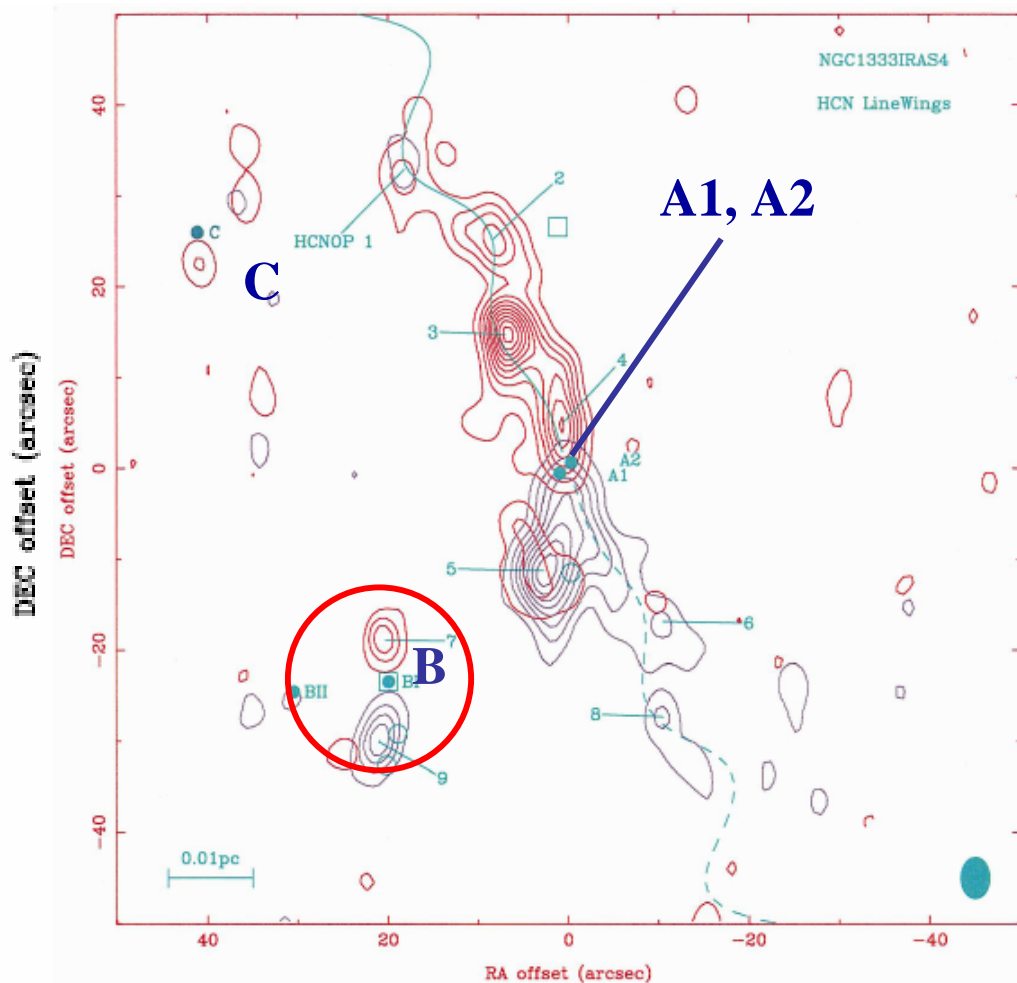 NGC1333IRAS4
HCN LineWings
2
A1, A2
HCNOP 1
C
C
3
4
A2
A1
5
6
7
B
BI
BII
8
9
0.01pc
40
20
0
-20
-40
DEC offset (arcsec)
DEC offset (arcsec)
40
20
0
-20
-40
RA offset (arcsec)